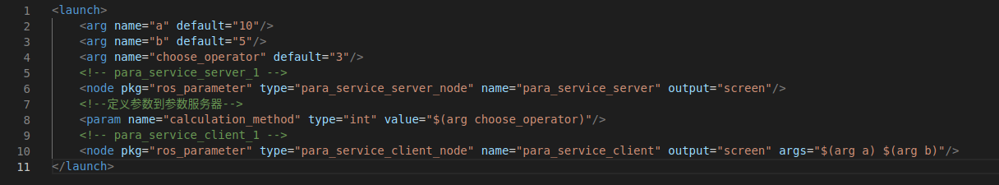 1 <launch>
2 <arg name="a" default="10"/>
3 <arg name="b" default="5"/>
4 <arg name="choose_operator" default="3"/>
5 <!-- para_service_server_1 -->
6 <node pkg="ros_parameter" type="para_service_server_node" name="para_service_server" output="screen"/>
7 <!--定义参数到参数服务器-->
8 <param name="calculation_method" type="int" value="$(arg choose_operator)"/>
9 <!-- para_service_client_1 -->
10 <node pkg="ros_parameter" type="para_service_client_node" name="para_service_client" output="screen" args="$(arg a) $(arg b)"/>
11 </launch>